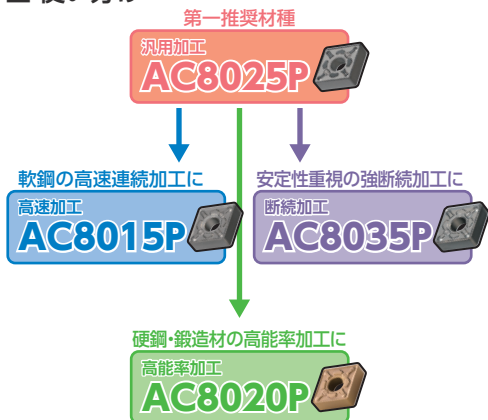 第一推奨材種
汎用加工
AC8025P
軟鋼の高速連続加工に
高速加工
AC8015P
安定性重視の強断続加工に
断続加工
AC8035P
硬鋼・鍛造材の高能率加工に
高能率加工
AC8020P